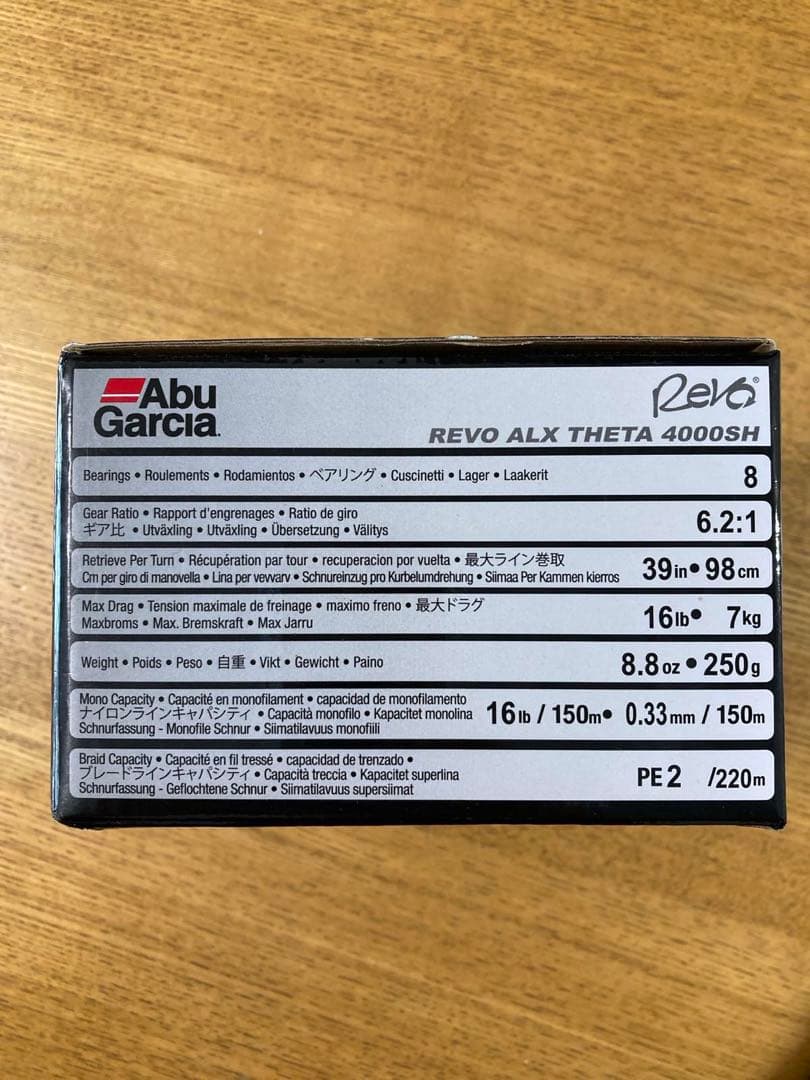 Abu
Garcia
Revo®
REVO ALX THETA 4000SH
Bearings • Roulements • Rodamientos • ベアリング • Cuscinetti • Lager • Laakerit
8
Gear Ratio • Rapport d'engrenages • Ratio de giro
ギア比 • Utväxling • Utväxling • Übersetzung • Välitys
6.2:1
Retrieve Per Turn • Récupération par tour • recuperacion por vuelta • 最大ライン巻取
Cm per giro di manovella • Lina per vevvarv • Schnureinzug pro Kurbelumdrehung • Siimaa Per Kammen kierros
39in • 98cm
Max Drag • Tension maximale de freinage • maximo freno • 最大ドラグ
Maxbroms • Max. Bremskraft • Max Jarru
16lb • 7kg
Weight • Poids • Peso • 自重 • Vikt • Gewicht • Paino
8.8oz • 250g
Mono Capacity • Capacité en monofilament • capacidad de monofilamento
ナイロンラインキャパシティ • Capacità monofilo • Kapacitet monolina
Schnurfassung - Monofile Schnur • Siimatilavuus monofiili
16lb / 150m • 0.33mm / 150m
Braid Capacity • Capacité en fil tressé • capacidad de trenzado •
ブレードラインキャパシティ • Capacità treccia • Kapacitet superlina
Schnurfassung - Geflochtene Schnur • Siimatilavuus supersiimat
PE 2 /220m